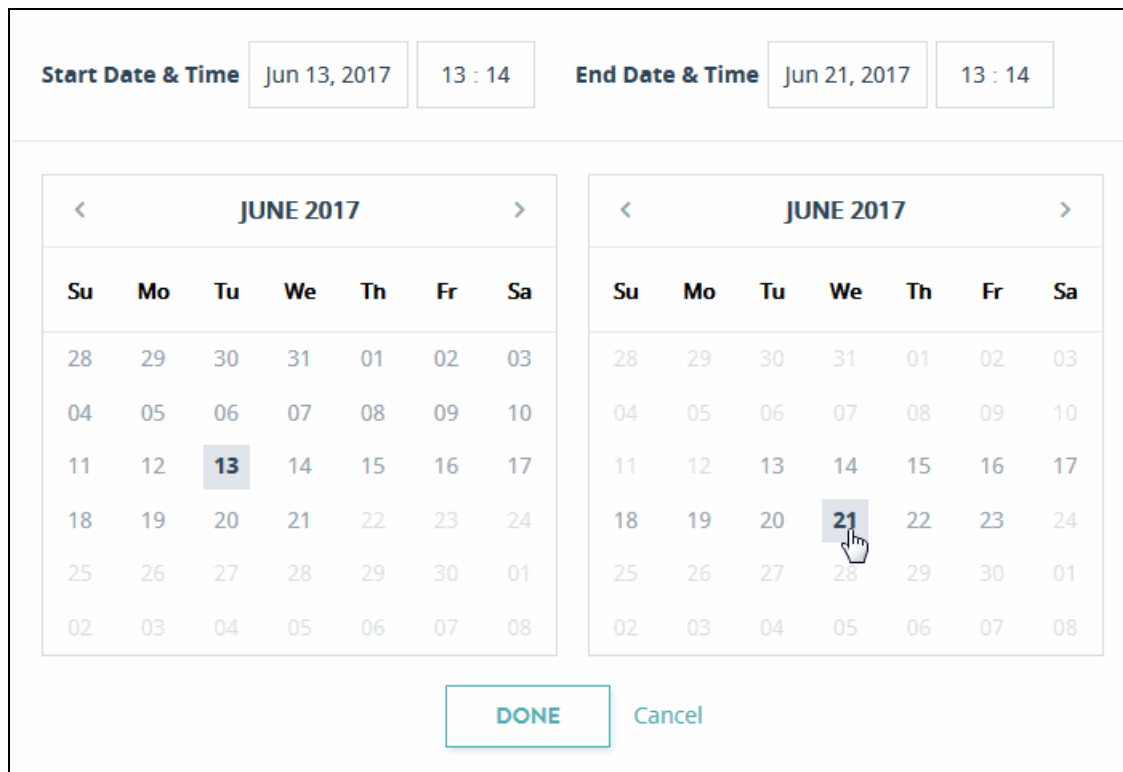 Start Date & Time Jun 13, 2017 13 : 14 End Date & Time Jun 21, 2017 13 : 14
JUNE 2017
Su Mo Tu We Th Fr Sa
28 29 30 31 01 02 03
04 05 06 07 08 09 10
11 12 13 14 15 16 17
18 19 20 21 22 23 24
25 26 27 28 29 30 01
02 03 04 05 06 07 08
JUNE 2017
Su Mo Tu We Th Fr Sa
28 29 30 31 01 02 03
04 05 06 07 08 09 10
11 12 13 14 15 16 17
18 19 20 21 22 23 24
25 26 27 28 29 30 01
02 03 04 05 06 07 08
DONE Cancel